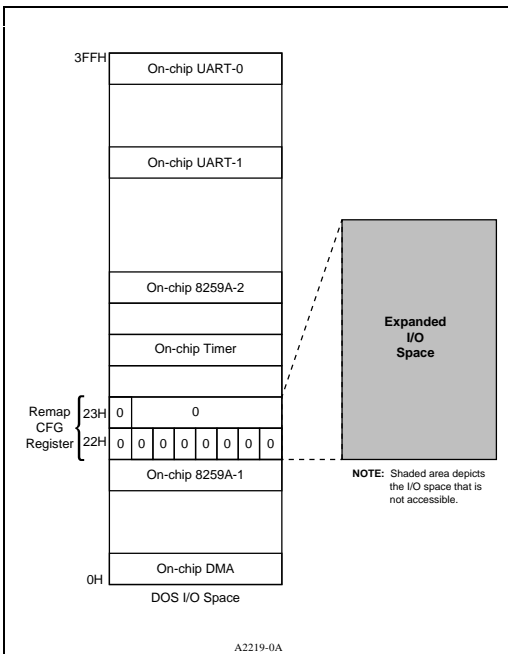 3FFH
On-chip UART-0
On-chip UART-1
On-chip 8259A-2
On-chip Timer
Expanded
I/O
Space
Remap
CFG
Register
23H 0 0
22H 0 0 0 0 0 0 0 0
On-chip 8259A-1
NOTE: Shaded area depicts
the I/O space that is
not accessible.
On-chip DMA
0H
DOS I/O Space
A2219-0A